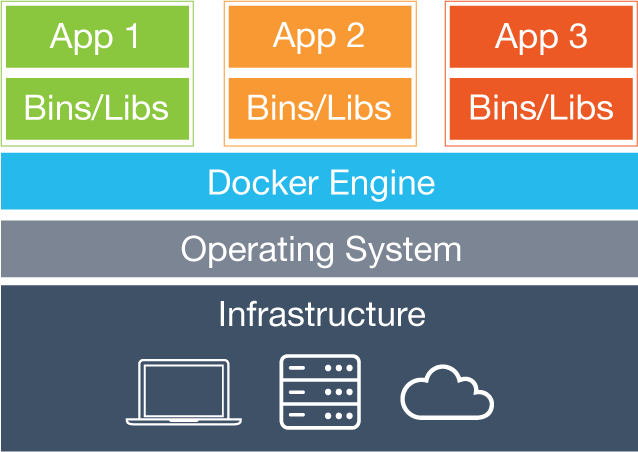 App 1
App 2
App 3
Bins/Libs
Bins/Libs
Bins/Libs
Docker Engine
Operating System
Infrastructure